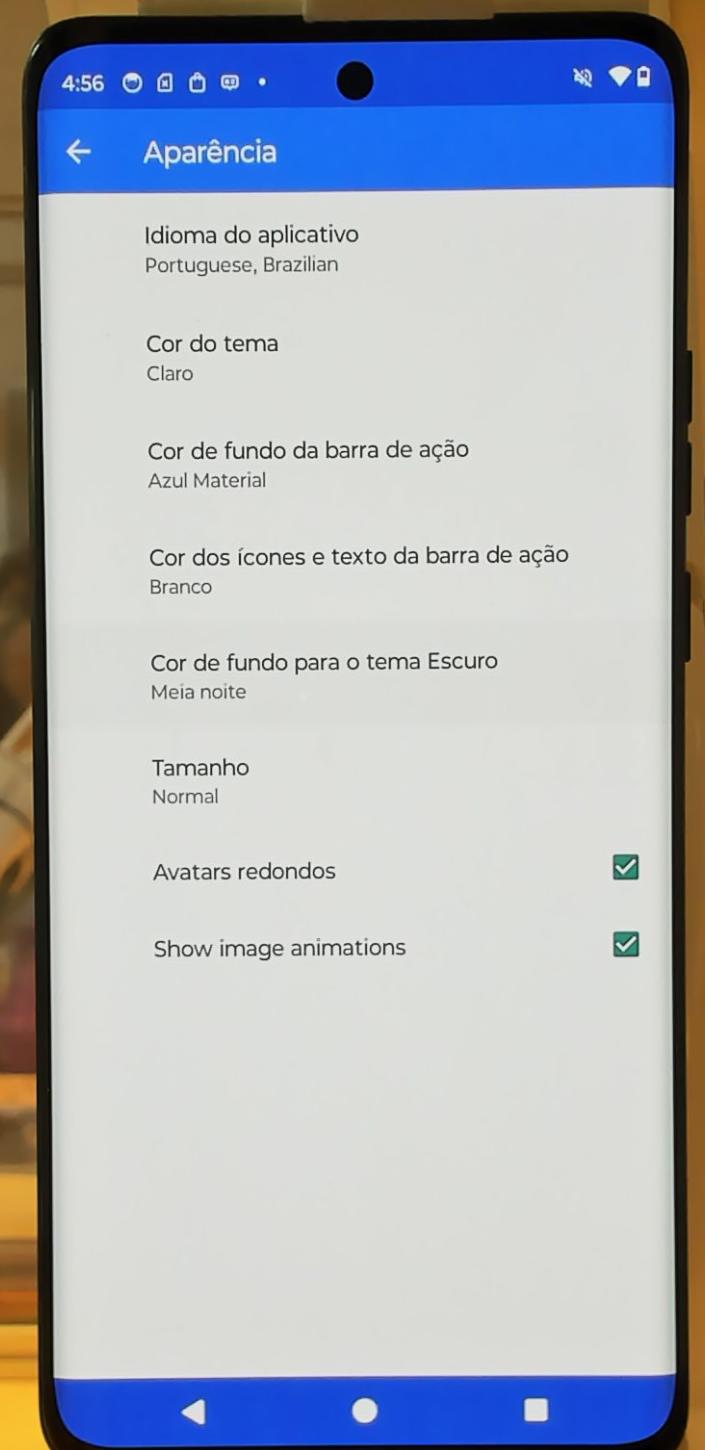 4:56
Aparência
Idioma do aplicativo
Portuguese, Brazilian
Cor do tema
Claro
Cor de fundo da barra de ação
Azul Material
Cor dos ícones e texto da barra de ação
Branco
Cor de fundo para o tema Escuro
Meia noite
Tamanho
Normal
Avatars redondos
Show image animations